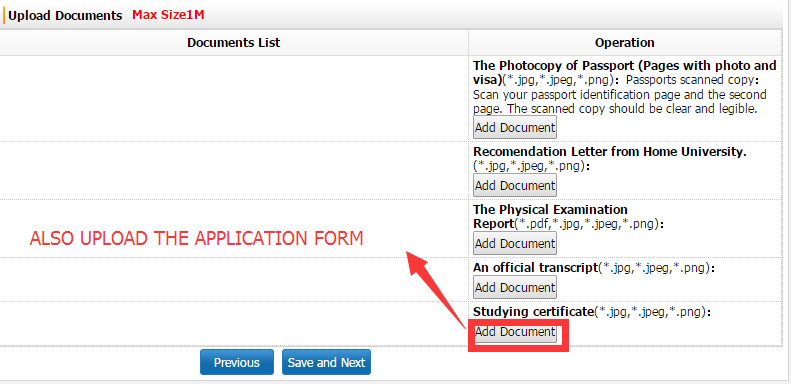 Upload Documents Max Size1M
Documents List Operation
The Photocopy of Passport (Pages with photo and
visa)(*.jpg,*.jpeg,*.png)：Passports scanned copy：
Scan your passport identification page and the second
page. The scanned copy should be clear and legible.
Add Document
Recomendation Letter from Home University.
(*.jpg,*.jpeg,*.png)：
Add Document
The Physical Examination
Report(*.pdf,*.jpg,*.jpeg,*.png)：
Add Document
ALSO UPLOAD THE APPLICATION FORM
An official transcript(*.jpg,*.jpeg,*.png)：
Add Document
Studying certificate(*.jpg,*.jpeg,*.png)：
Add Document
Previous Save and Next